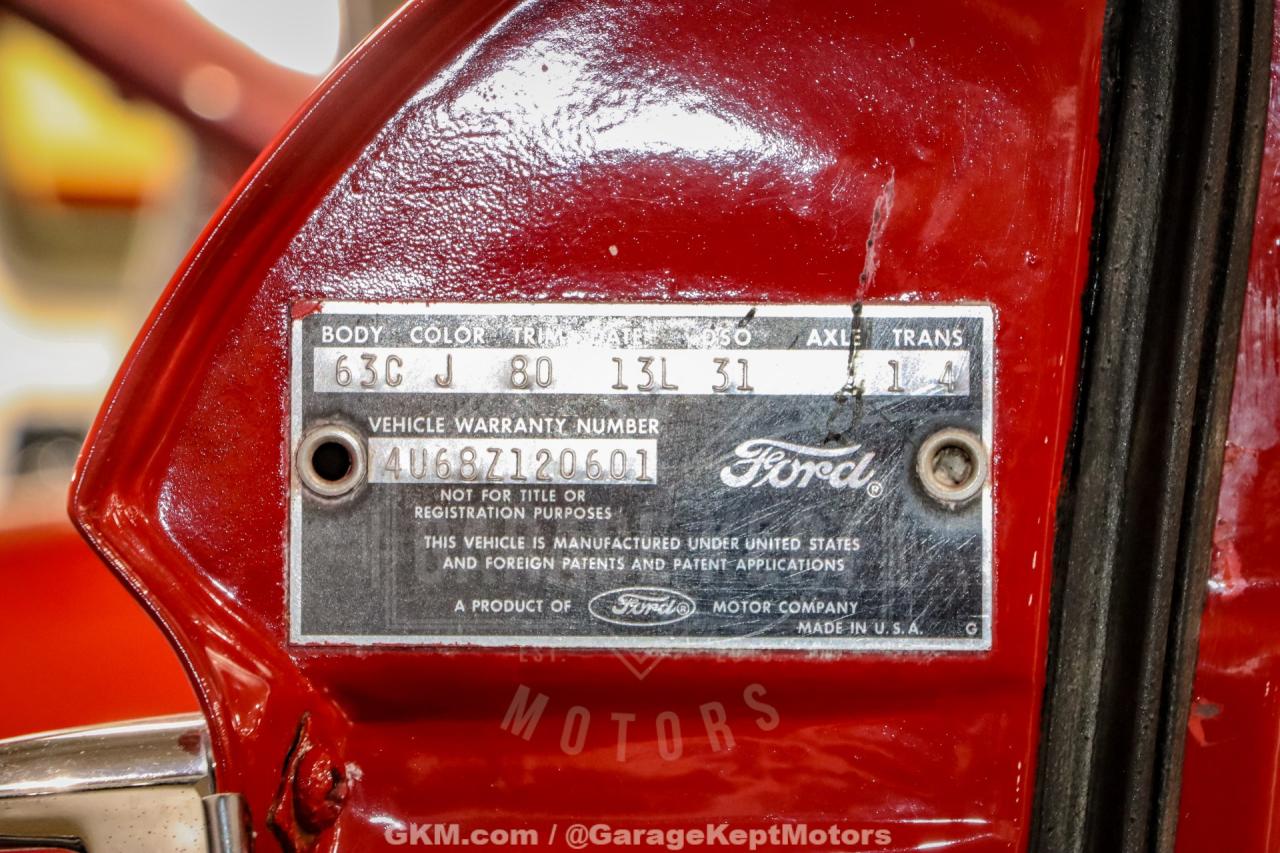 BODY COLOR TRIM DATE DSO AXLE TRANS
63C J 80 13L 31 1 4
VEHICLE WARRANTY NUMBER
4U68Z120601
Ford®
NOT FOR TITLE OR
REGISTRATION PURPOSES
THIS VEHICLE IS MANUFACTURED UNDER UNITED STATES
AND FOREIGN PATENTS AND PATENT APPLICATIONS
A PRODUCT OF Ford® MOTOR COMPANY
MADE IN U.S.A. G
EST.
MOTORS
GKM.com / @GarageKeptMotors